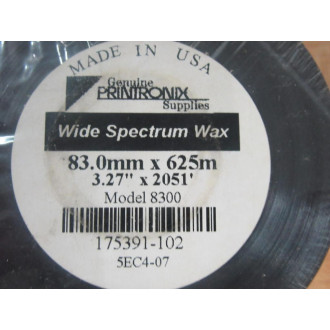 MADE IN USA
Genuine
PRINTRONIX
Supplies
Wide Spectrum Wax
83.0mm x 625m
3.27" x 2051'
Model 8300
175391-102
5EC4-07